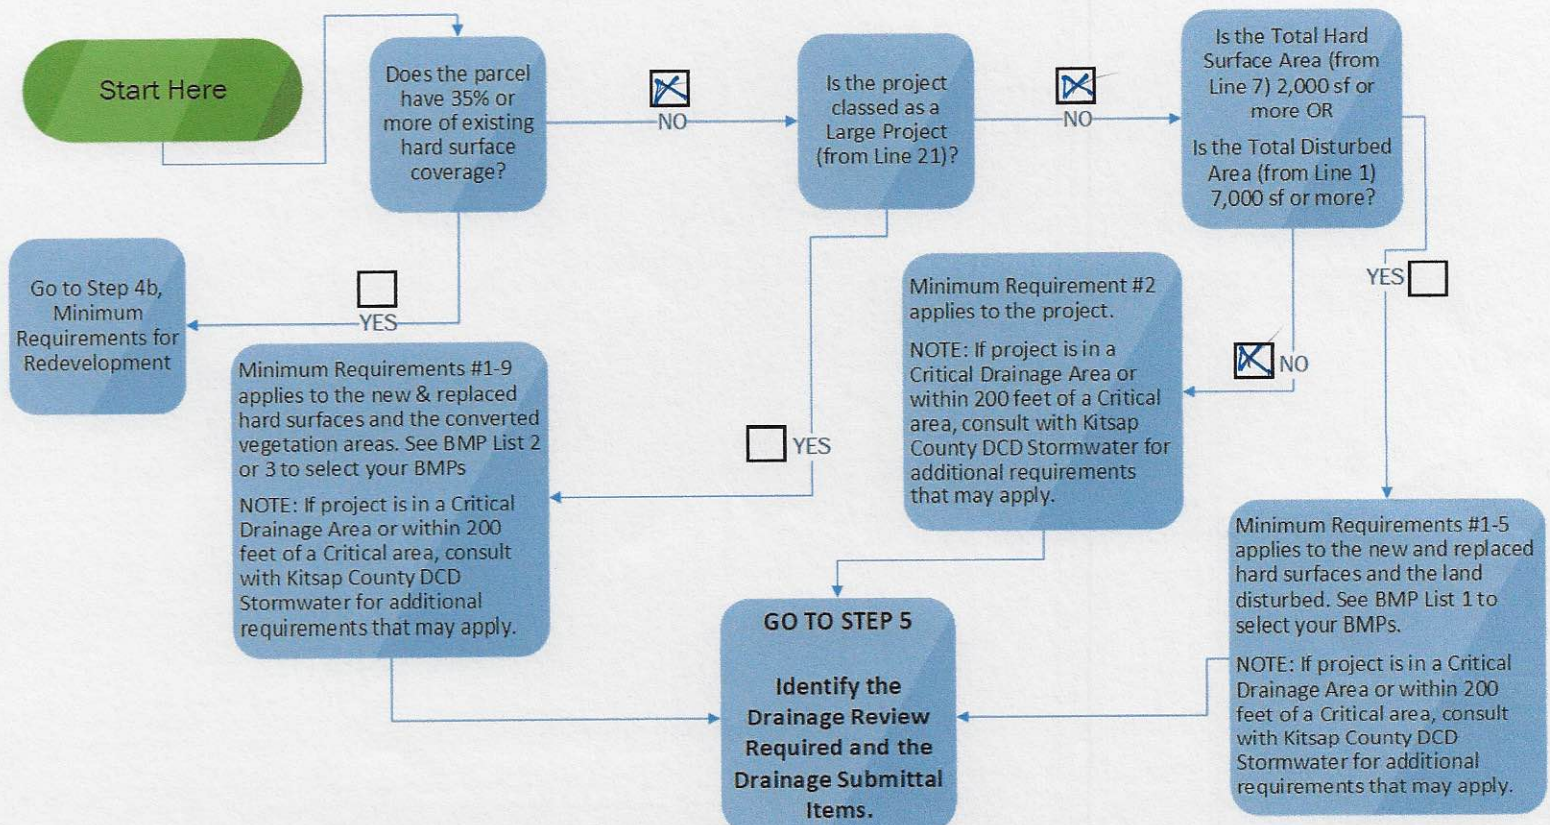 Start Here
Does the parcel
have 35% or
more of existing
hard surface
coverage?
NO
Is the project
classed as a
Large Project
(from Line 21)?
NO
Is the Total Hard
Surface Area (from
Line 7) 2,000 sf or
more OR
Is the Total Disturbed
Area (from Line 1)
7,000 sf or more?
Go to Step 4b,
Minimum
Requirements for
Redevelopment
YES
Minimum Requirements #1-9
applies to the new & replaced
hard surfaces and the converted
vegetation areas. See BMP List 2
or 3 to select your BMPs
NOTE: If project is in a Critical
Drainage Area or within 200
feet of a Critical area, consult
with Kitsap County DCD
Stormwater for additional
requirements that may apply.
YES
Minimum Requirement #2
applies to the project.
NOTE: If project is in a
Critical Drainage Area or
within 200 feet of a Critical
area, consult with Kitsap
County DCD Stormwater for
additional requirements
that may apply.
NO
YES
Minimum Requirements #1-5
applies to the new and replaced
hard surfaces and the land
disturbed. See BMP List 1 to
select your BMPs.
NOTE: If project is in a Critical
Drainage Area or within 200
feet of a Critical area, consult
with Kitsap County DCD
Stormwater for additional
requirements that may apply.
GO TO STEP 5
Identify the
Drainage Review
Required and the
Drainage Submittal
Items.